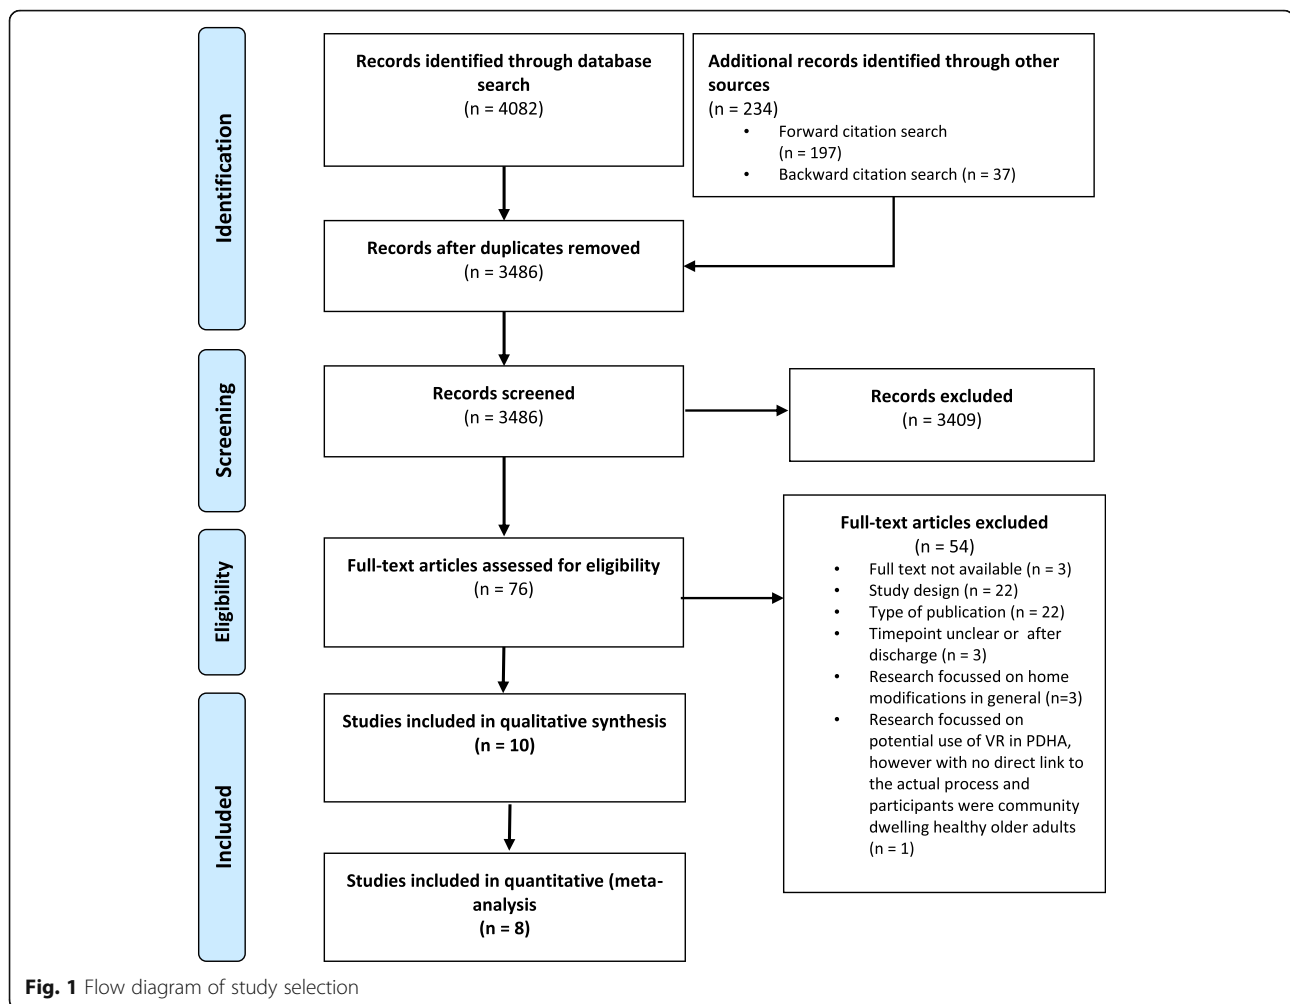 Identification
Records identified through database
search
(n = 4082)
Additional records identified through other
sources
(n = 234)
• Forward citation search
(n = 197)
• Backward citation search (n = 37)
Records after duplicates removed
(n = 3486)
Screening
Records screened
(n = 3486)
Records excluded
(n = 3409)
Eligibility
Full-text articles assessed for eligibility
(n = 76)
Full-text articles excluded
(n = 54)
• Full text not available (n = 3)
• Study design (n = 22)
• Type of publication (n = 22)
• Timepoint unclear or after
discharge (n = 3)
• Research focussed on home
modifications in general (n=3)
• Research focussed on
potential use of VR in PDHA,
however with no direct link to
the actual process and
participants were community
dwelling healthy older adults
(n = 1)
Included
Studies included in qualitative synthesis
(n = 10)
Studies included in quantitative (meta-
analysis
(n = 8)
Fig. 1 Flow diagram of study selection